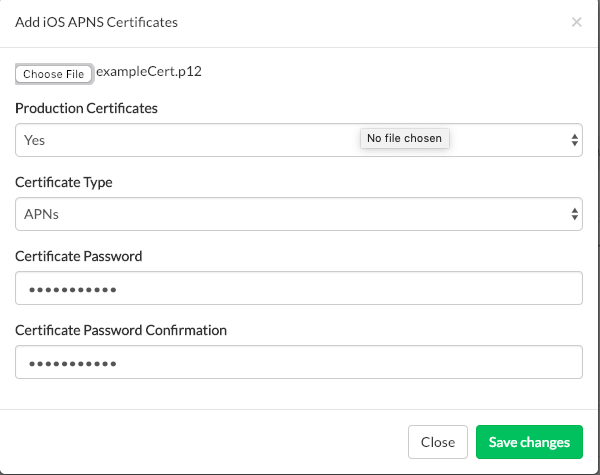 Add iOS APNS Certificates ×
Choose File exampleCert.p12
Production Certificates
Yes
No file chosen
Certificate Type
APNs
Certificate Password
•••••••••••
Certificate Password Confirmation
•••••••••••
Close Save changes